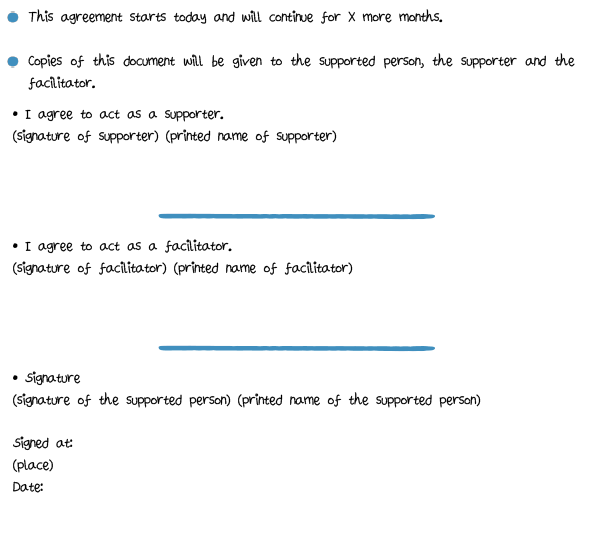 This agreement starts today and will continue for X more months.
Copies of this document will be given to the supported person, the supporter and the
facilitator.
• I agree to act as a supporter.
(signature of supporter) (printed name of supporter)
• I agree to act as a facilitator.
(signature of facilitator) (printed name of facilitator)
• Signature
(signature of the supported person) (printed name of the supported person)
Signed at:
(place)
Date: